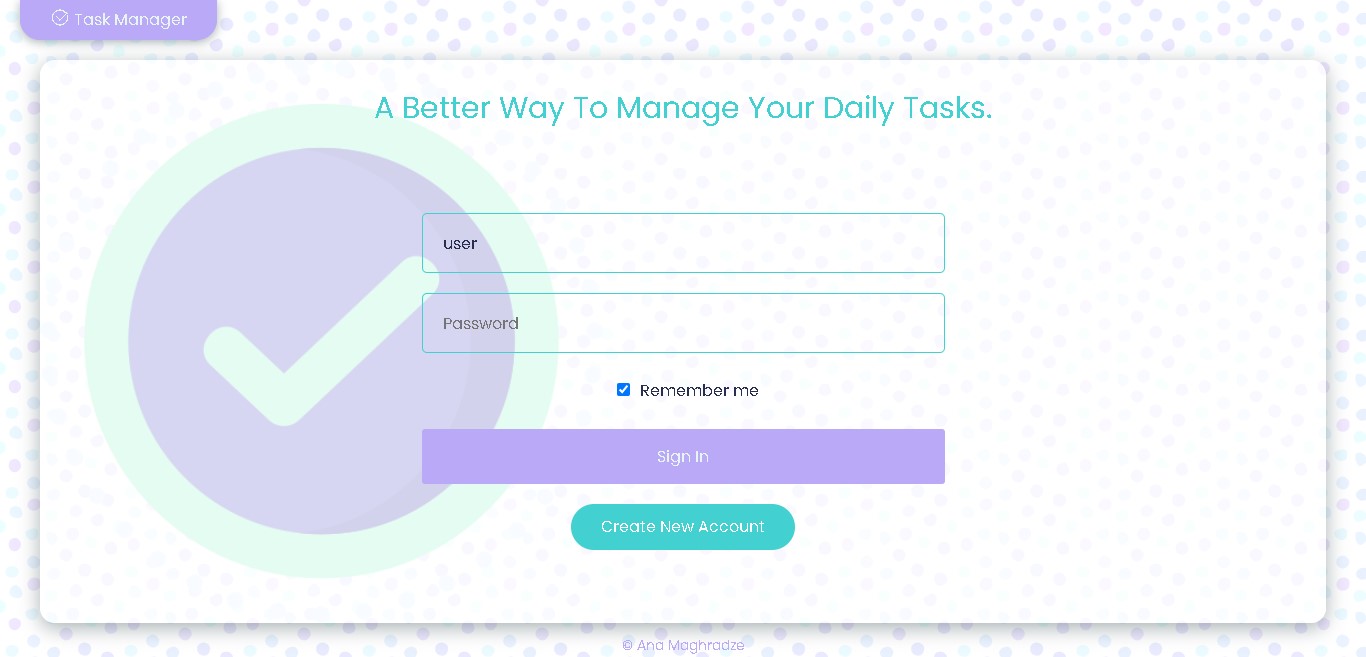 Task Manager
A Better Way To Manage Your Daily Tasks.
user
Password
Remember me
Sign In
Create New Account
© Ana Maghradze